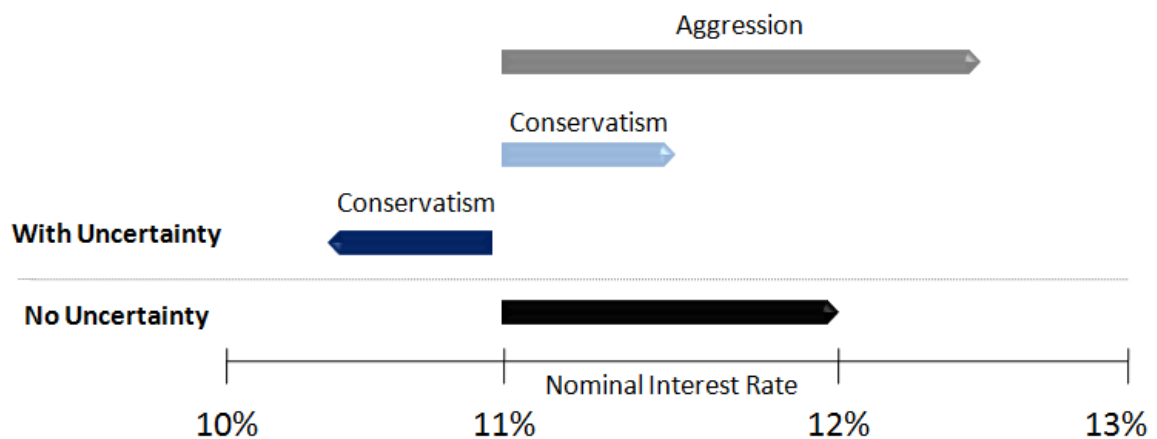 Aggression
Conservatism
Conservatism
With Uncertainty
No Uncertainty
Nominal Interest Rate
10% 11% 12% 13%